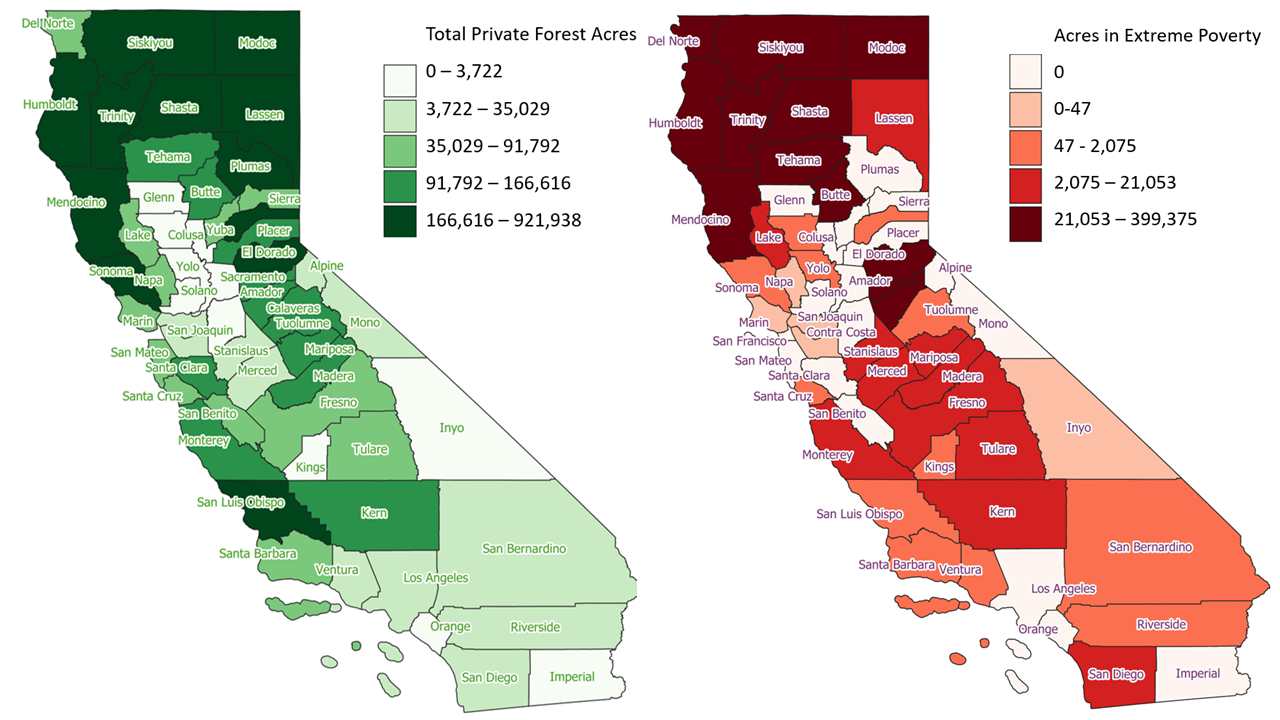 Total Private Forest Acres
0 – 3,722
3,722 – 35,029
35,029 – 91,792
91,792 – 166,616
166,616 – 921,938
Del Norte
Siskiyou
Modoc
Humboldt
Trinity
Shasta
Lassen
Tehama
Plumas
Mendocino
Glenn
Butte
Sierra
Lake
Colusa
Yuba
Placer
El Dorado
Sonoma
Napa
Yolo
Sacramento
Alpine
Solano
Amador
Marin
San Joaquin
Calaveras
Tuolumne
Mono
San Mateo
Stanislaus
Mariposa
Santa Clara
Merced
Madera
Santa Cruz
Fresno
San Benito
Monterey
Inyo
Tulare
Kings
San Luis Obispo
Kern
Santa Barbara
San Bernardino
Ventura
Los Angeles
Orange
Riverside
San Diego
Imperial
Acres in Extreme Poverty
0
0-47
47 - 2,075
2,075 – 21,053
21,053 – 399,375
Del Norte
Siskiyou
Modoc
Humboldt
Trinity
Shasta
Lassen
Tehama
Plumas
Glenn
Butte
Sierra
Mendocino
Lake
Colusa
Placer
El Dorado
Yolo
Alpine
Sonoma
Napa
Amador
Solano
Marin
San Joaquin
Tuolumne
Mono
Contra Costa
San Francisco
San Mateo
Stanislaus
Mariposa
Santa Clara
Merced
Madera
Santa Cruz
Fresno
San Benito
Inyo
Monterey
Tulare
Kings
San Luis Obispo
Kern
San Bernardino
Santa Barbara
Ventura
Los Angeles
Orange
Riverside
San Diego
Imperial